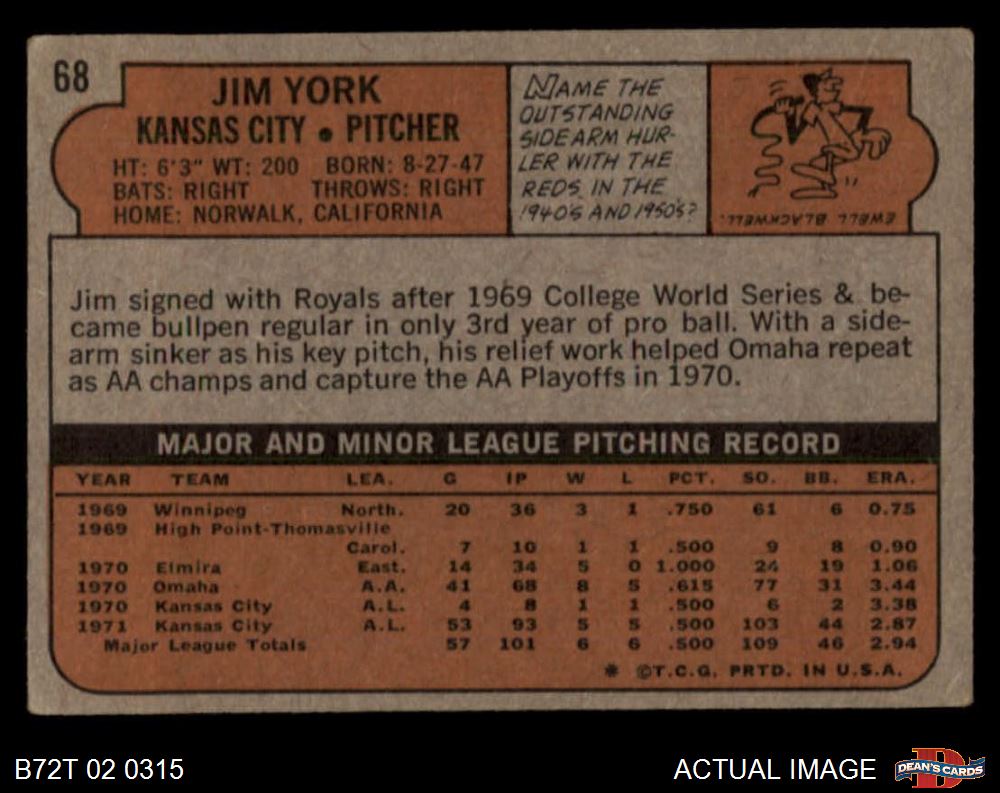 68
JIM YORK
KANSAS CITY • PITCHER
HT: 6'3" WT: 200 BORN: 8-27-47
BATS: RIGHT THROWS: RIGHT
HOME: NORWALK, CALIFORNIA
NAME THE
OUTSTANDING
SIDEARM HUR-
LER WITH THE
REDS IN THE
1940'S AND 1950'S?
EWELL BLACKWELL
Jim signed with Royals after 1969 College World Series & be-
came bullpen regular in only 3rd year of pro ball. With a side-
arm sinker as his key pitch, his relief work helped Omaha repeat
as AA champs and capture the AA Playoffs in 1970.
MAJOR AND MINOR LEAGUE PITCHING RECORD
YEAR TEAM LEA. G IP W L PCT. SO. BB. ERA.
1969 Winnipeg North. 20 36 3 1 .750 61 6 0.75
1969 High Point-Thomasville
Carol. 7 10 1 1 .500 9 8 0.90
1970 Elmira East. 14 34 5 0 1.000 24 19 1.06
1970 Omaha A.A. 41 68 8 5 .615 77 31 3.44
1970 Kansas City A.L. 4 8 1 1 .500 6 2 3.38
1971 Kansas City A.L. 53 93 5 5 .500 103 44 2.87
Major League Totals 57 101 6 6 .500 109 46 2.94
* ©T.C.G. PRTD. IN U.S.A.
B72T 02 0315
ACTUAL IMAGE
DEAN'S CARDS